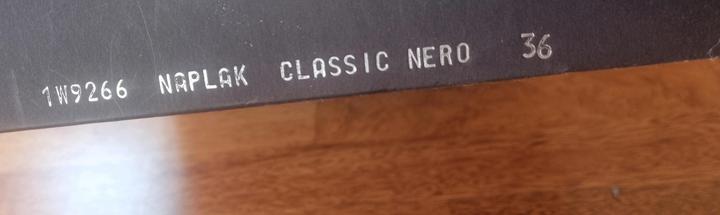 1W9266 NAPLAK CLASSIC NERO 36